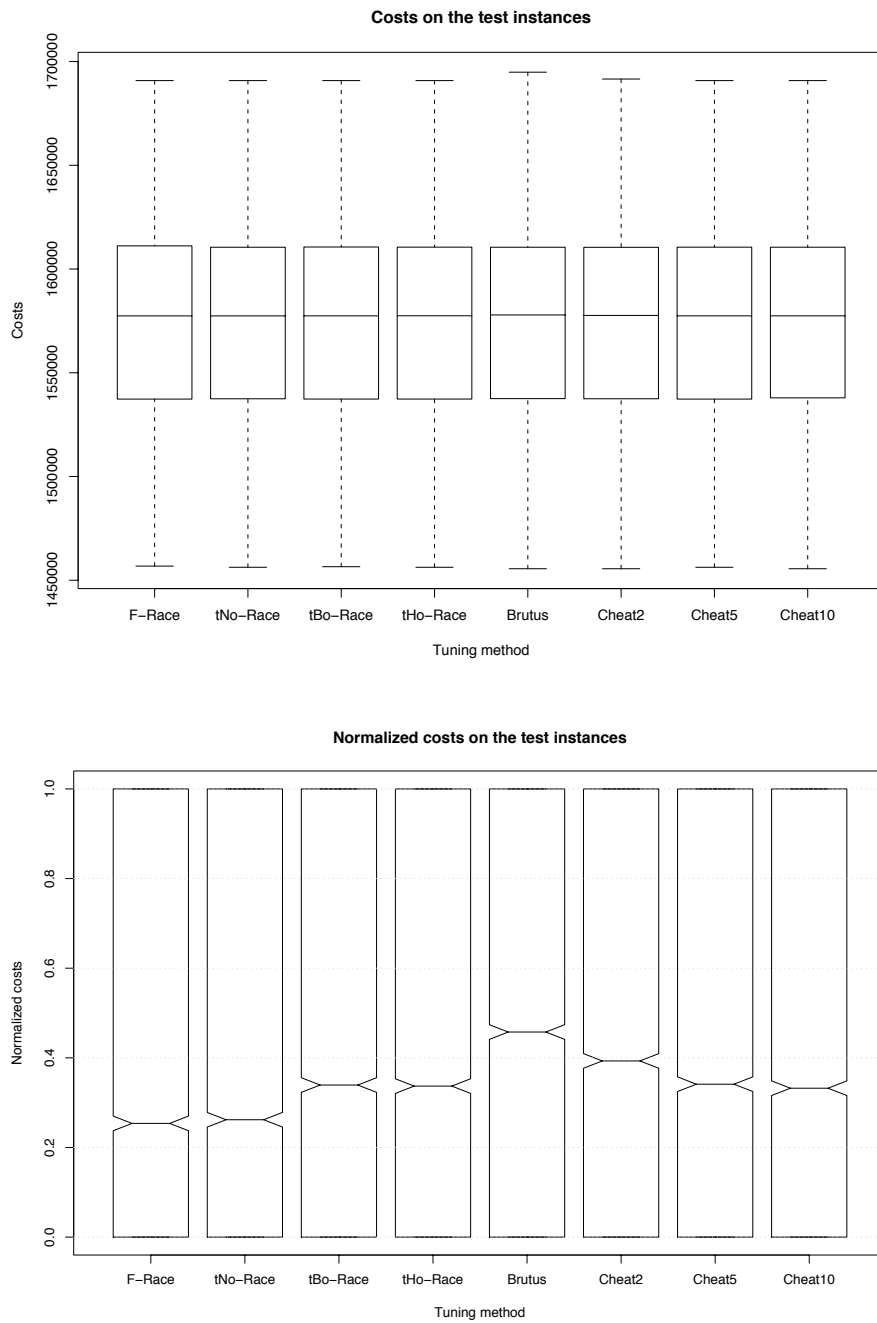 Costs on the test instances
1700000
1650000
1600000
1550000
1500000
1450000
Costs
F−Race tNo−Race tBo−Race tHo−Race Brutus Cheat2 Cheat5 Cheat10
Tuning method
Normalized costs on the test instances
1.0
0.8
0.6
0.4
0.2
0.0
Normalized costs
F−Race tNo−Race tBo−Race tHo−Race Brutus Cheat2 Cheat5 Cheat10
Tuning method